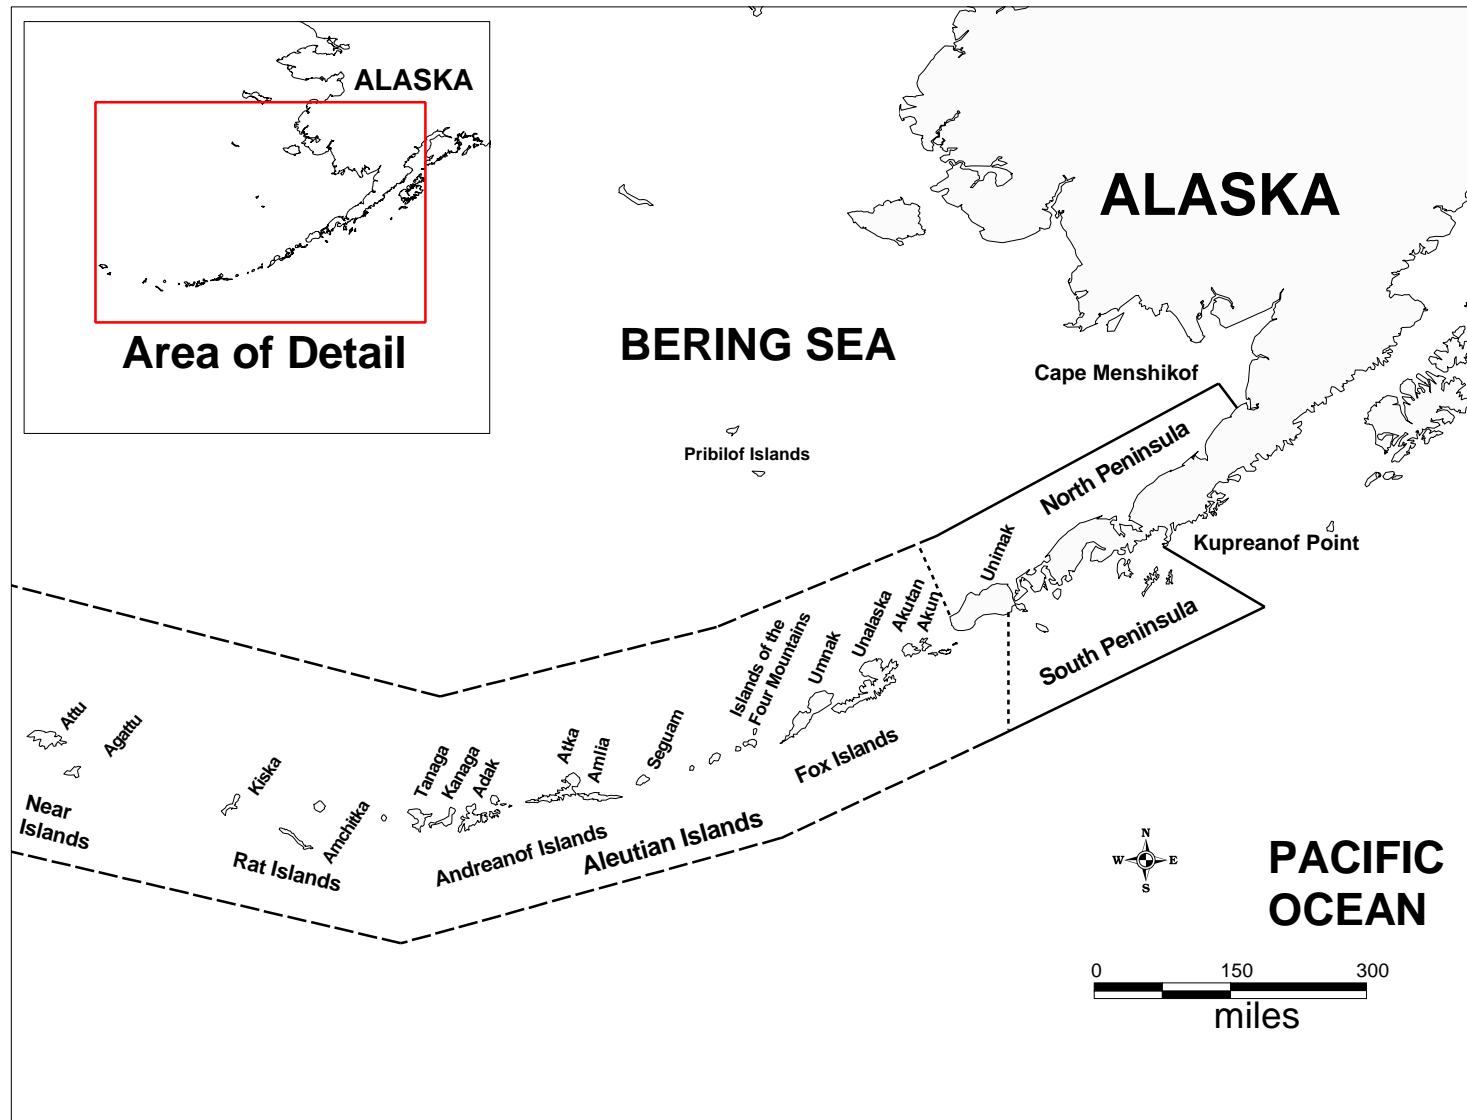 ALASKA
Area of Detail
ALASKA
BERING SEA
Cape Menshikof
Pribilof Islands
North Peninsula
Kupreanof Point
Unimak
South Peninsula
Akun
Akutan
Unalaska
Umnak
Islands of the
Four Mountains
Fox Islands
Seguam
Amlia
Atka
Adak
Kanaga
Tanaga
Andreanof Islands
Aleutian Islands
Amchitka
Kiska
Rat Islands
Agattu
Attu
Near
Islands
N
W E
S
PACIFIC
OCEAN
0 150 300
miles